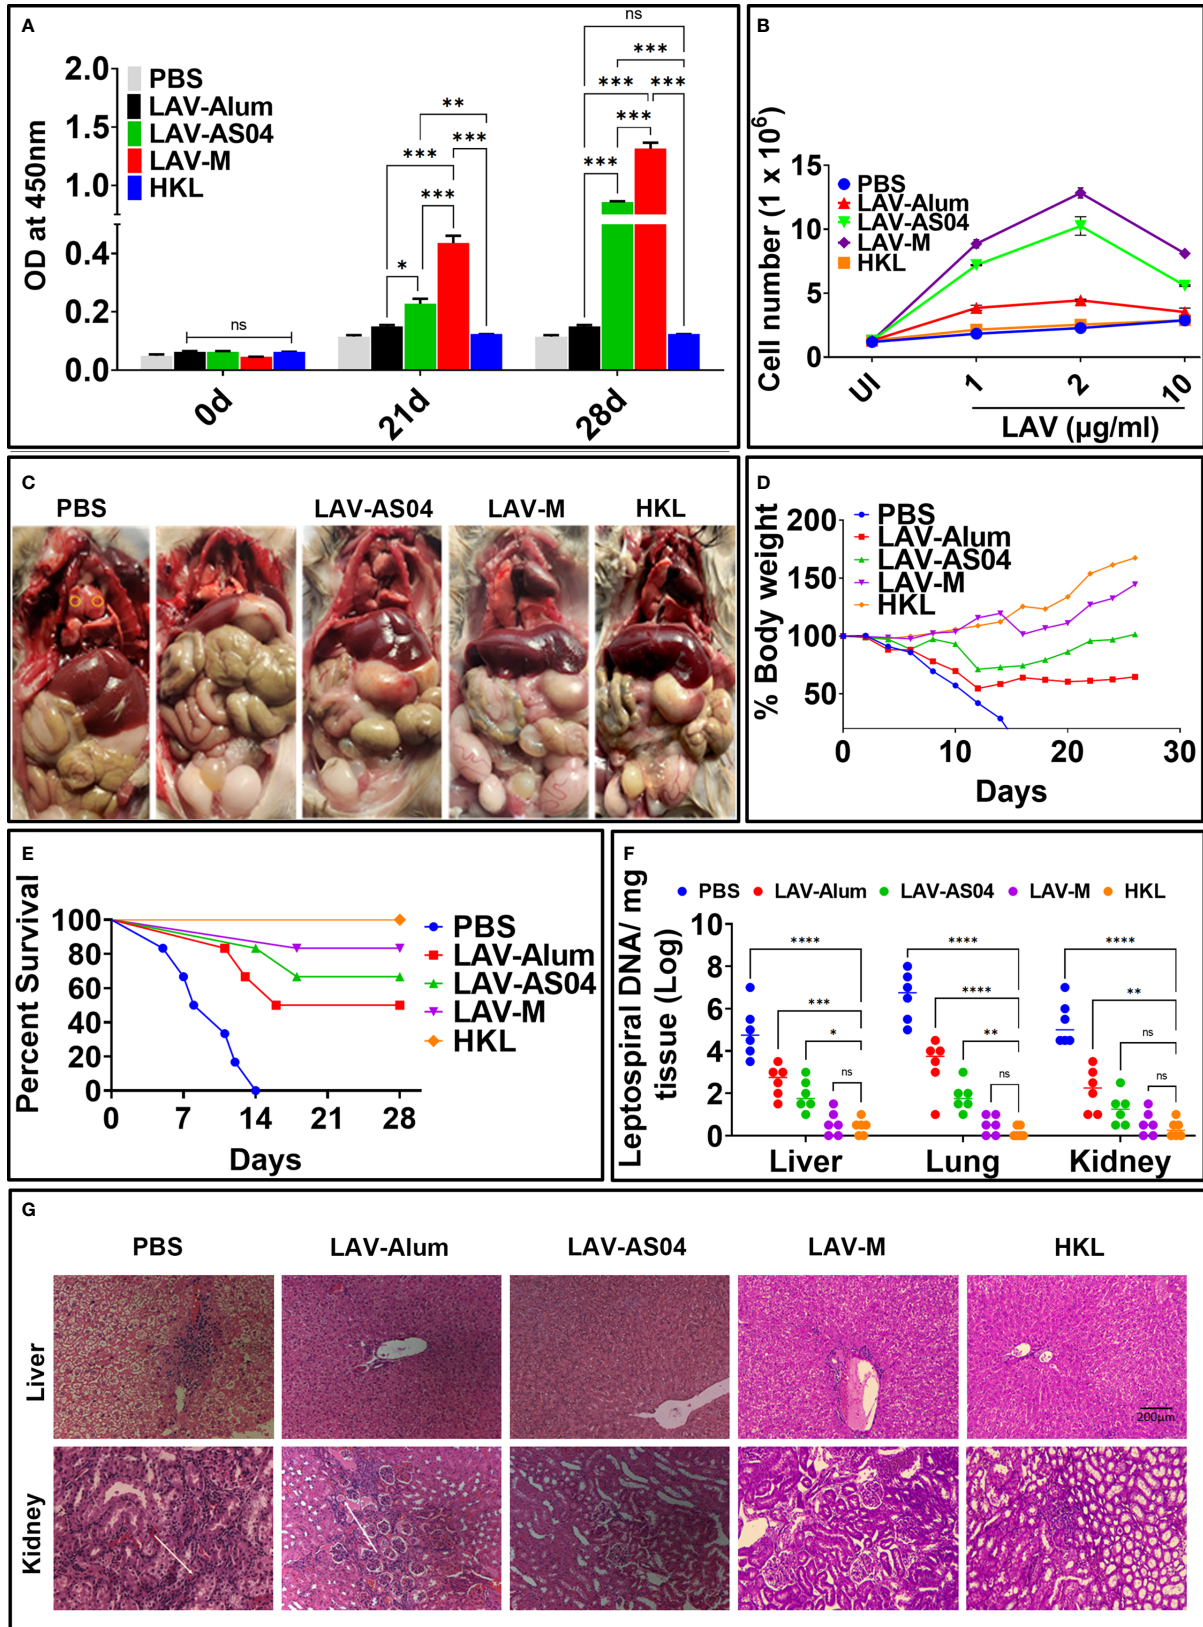 A
OD at 450nm
2.0
1.5
1.0
0.4
0.2
0.0
PBS
LAV-Alum
LAV-AS04
LAV-M
HKL
ns
*
***
***
***
**
***
***
***
***
***
ns
0d
21d
28d
B
Cell number (1 x 10⁶)
15
10
5
0
PBS
LAV-Alum
LAV-AS04
LAV-M
HKL
UI
1
2
10
LAV (µg/ml)
C
PBS
LAV-AS04
LAV-M
HKL
D
% Body weight
200
150
100
50
PBS
LAV-Alum
LAV-AS04
LAV-M
HKL
0
10
20
30
Days
E
Percent Survival
100
80
60
40
20
0
PBS
LAV-Alum
LAV-AS04
LAV-M
HKL
0
7
14
21
28
Days
F
PBS
LAV-Alum
LAV-AS04
LAV-M
HKL
Leptospiral DNA/ mg
tissue (Log)
10
8
6
4
2
0
****
***
*
ns
****
****
**
ns
****
**
ns
ns
Liver
Lung
Kidney
G
PBS
LAV-Alum
LAV-AS04
LAV-M
HKL
Liver
200µm
Kidney